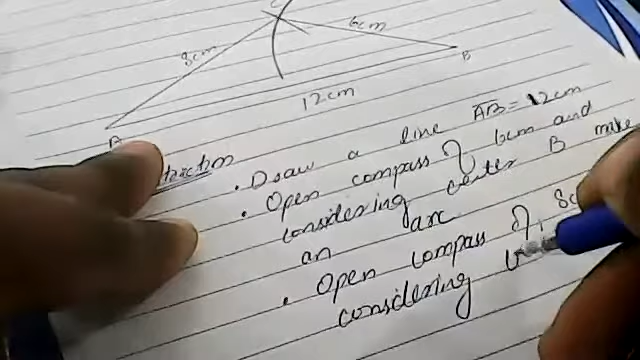 C
8cm
6cm
B
12cm
A
• Draw a line AB = 12cm
• Open compass of 6cm and
considering center B make
an arc
• Open compass of 8c
considering